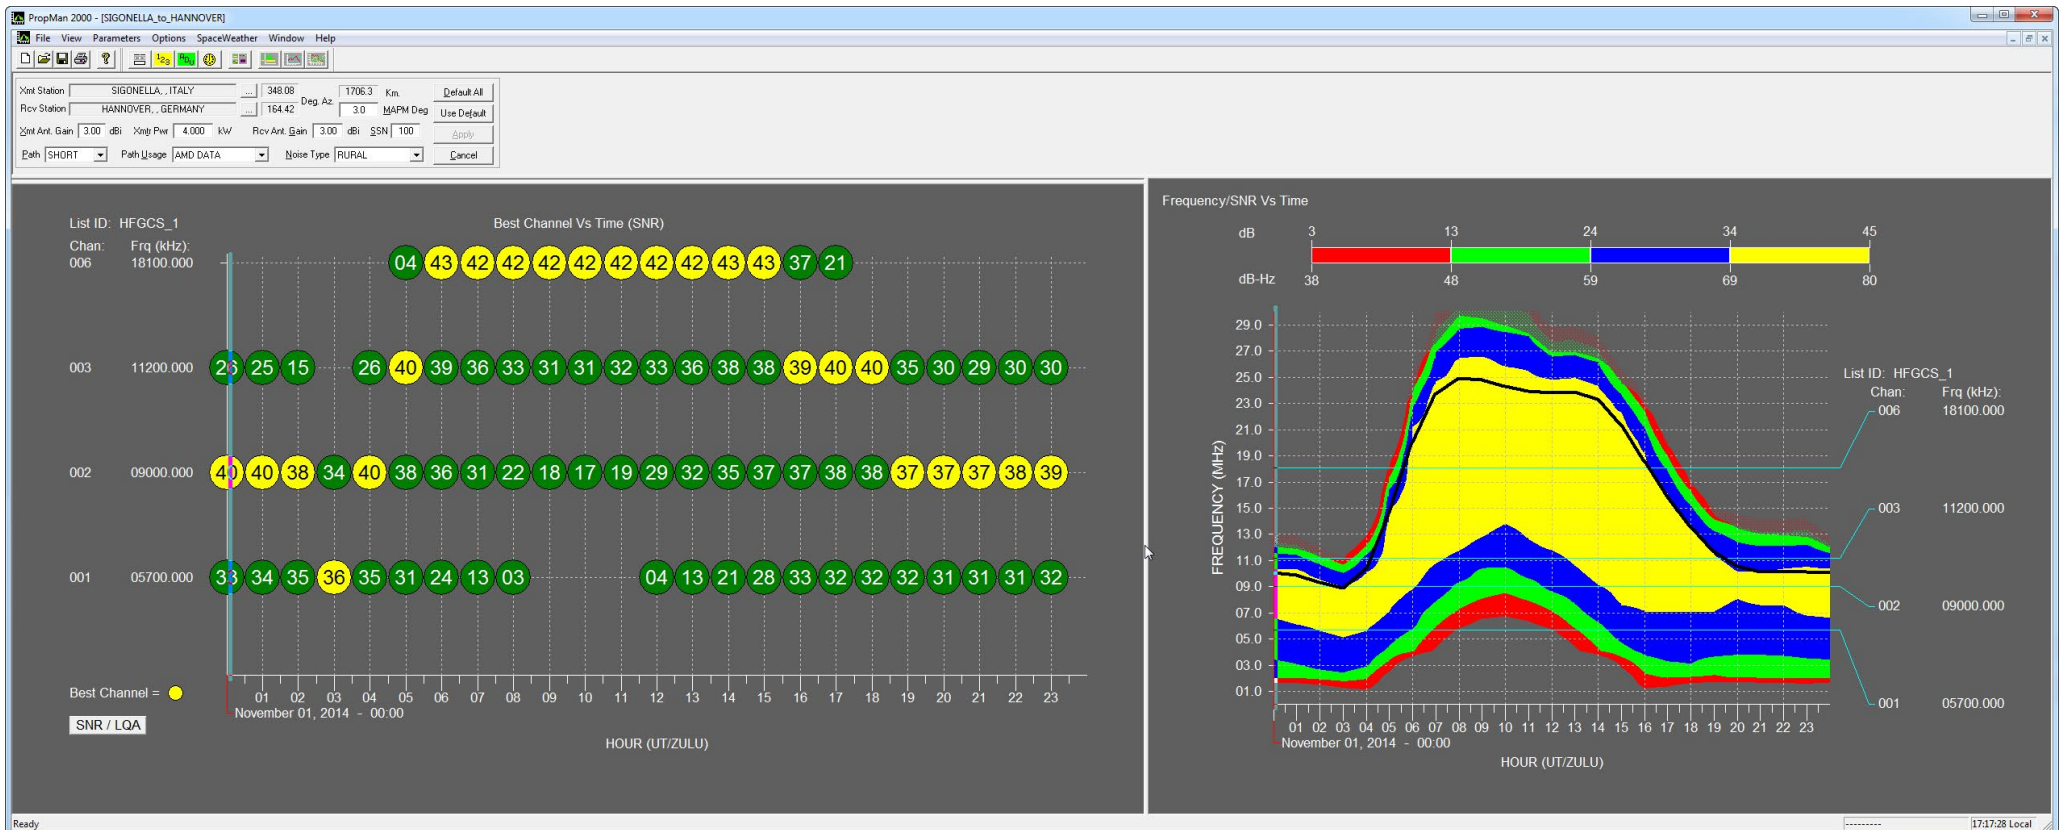 PropMan 2000 - [SIGONELLA_to_HANNOVER]
File View Parameters Options SpaceWeather Window Help
Xmt Station SIGONELLA, , ITALY ... 348.08 Deg. Az. 1706.3 Km. Default All
Rcv Station HANNOVER, , GERMANY ... 164.42 3.0 MAPM Deg Use Default
Xmt Ant. Gain 3.00 dBi Xmtr Pwr 4.000 kW Rcv Ant. Gain 3.00 dBi SSN 100 Apply
Path SHORT Path Usage AMD DATA Noise Type RURAL Cancel
List ID: HFGCS_1 Best Channel Vs Time (SNR)
Chan: Frq (kHz):
006 18100.000 04 43 42 42 42 42 42 42 42 43 43 37 21
003 11200.000 26 25 15 26 40 39 36 33 31 31 32 33 36 38 38 39 40 40 35 30 29 30 30
002 09000.000 40 40 38 34 40 38 36 31 22 18 17 19 29 32 35 37 37 38 38 37 37 37 38 39
001 05700.000 33 34 35 36 35 31 24 13 03 04 13 21 28 33 32 32 32 31 31 31 32
Best Channel =
01 02 03 04 05 06 07 08 09 10 11 12 13 14 15 16 17 18 19 20 21 22 23
November 01, 2014 - 00:00
SNR / LQA
HOUR (UT/ZULU)
Frequency/SNR Vs Time
dB 3 13 24 34 45
dB-Hz 38 48 59 69 80
FREQUENCY (MHz)
29.0
27.0
25.0
23.0
21.0
19.0
17.0
15.0
13.0
11.0
09.0
07.0
05.0
03.0
01.0
01 02 03 04 05 06 07 08 09 10 11 12 13 14 15 16 17 18 19 20 21 22 23
November 01, 2014 - 00:00
HOUR (UT/ZULU)
List ID: HFGCS_1
Chan: Frq (kHz):
006 18100.000
003 11200.000
002 09000.000
001 05700.000
Ready
--------- 17:17:28 Local